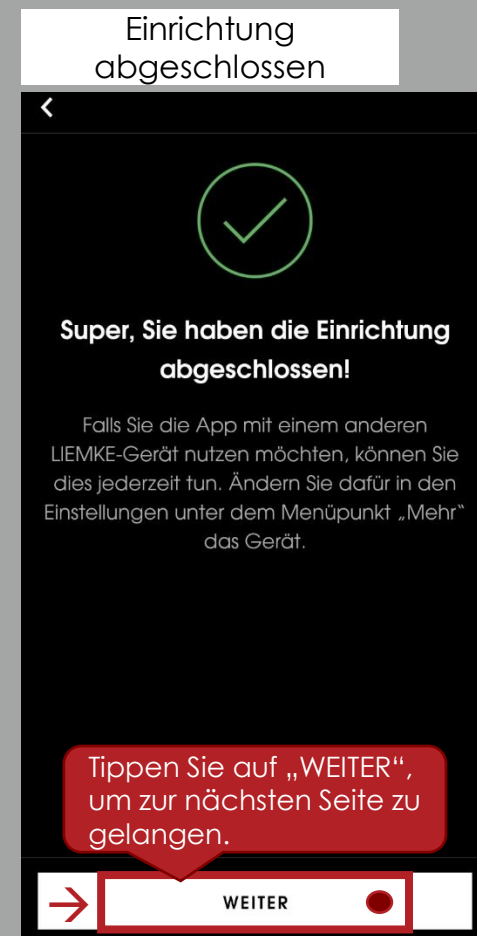 Einrichtung
abgeschlossen
Super, Sie haben die Einrichtung
abgeschlossen!
Falls Sie die App mit einem anderen
LIEMKE-Gerät nutzen möchten, können Sie
dies jederzeit tun. Ändern Sie dafür in den
Einstellungen unter dem Menüpunkt „Mehr“
das Gerät.
Tippen Sie auf „WEITER“,
um zur nächsten Seite zu
gelangen.
WEITER